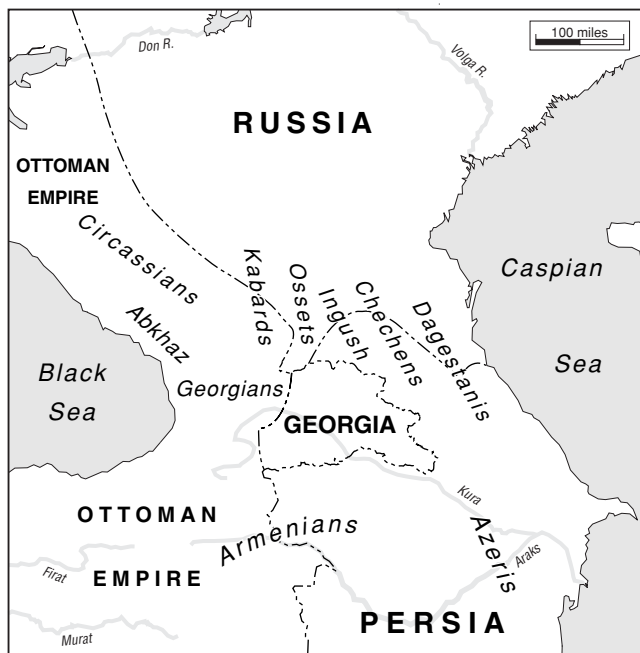 100 miles
Don R.
Volga R.
RUSSIA
OTTOMAN
EMPIRE
Circassians
Kabards
Ossets
Ingush
Chechens
Dagestanis
Caspian
Sea
Abkhaz
Black
Sea
Georgians
GEORGIA
Kura
OTTOMAN
EMPIRE
Armenians
Azeris
Araks
Firat
Murat
PERSIA